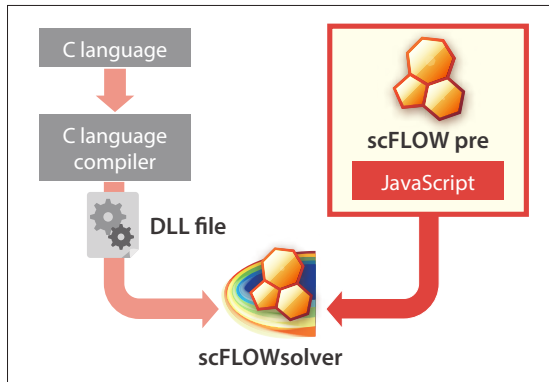 C language
C language
compiler
DLL file
scFLOW pre
JavaScript
scFLOWsolver